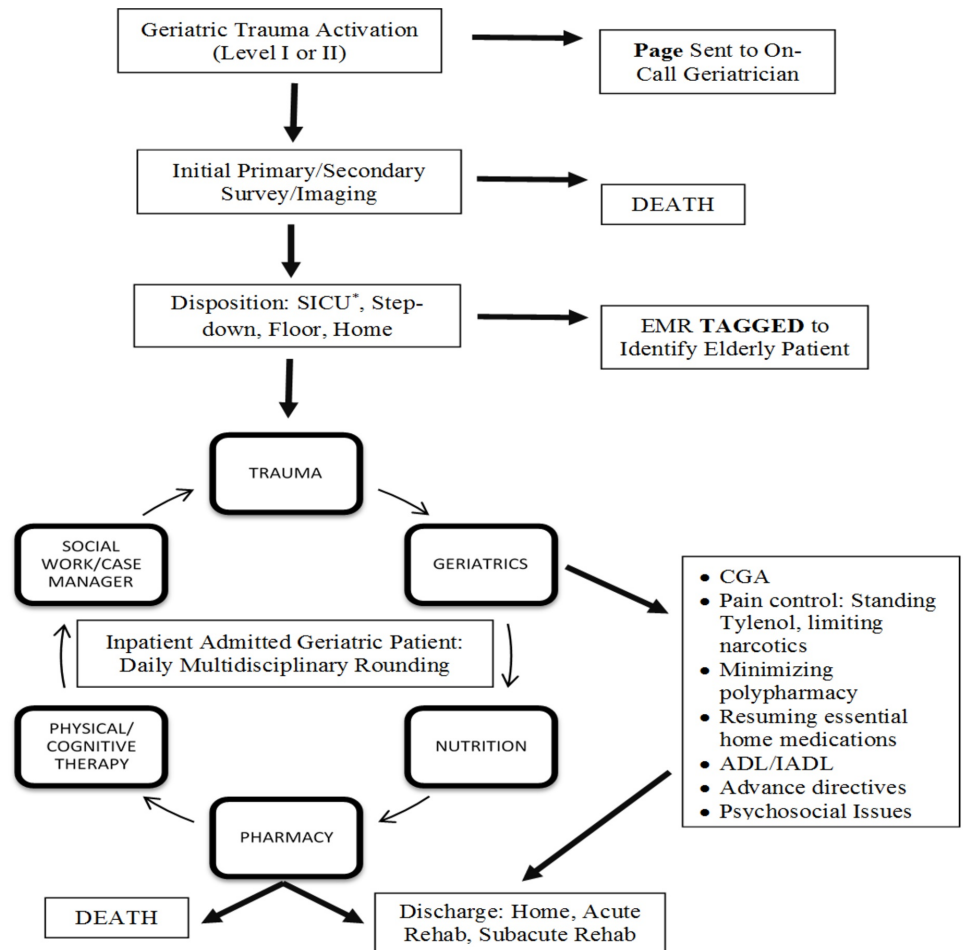 Geriatric Trauma Activation
(Level I or II)
Page Sent to On-
Call Geriatrician
Initial Primary/Secondary
Survey/Imaging
DEATH
Disposition: SICU*, Step-
down, Floor, Home
EMR TAGGED to
Identify Elderly Patient
TRAUMA
SOCIAL
WORK/CASE
MANAGER
GERIATRICS
Inpatient Admitted Geriatric Patient:
Daily Multidisciplinary Rounding
PHYSICAL/
COGNITIVE
THERAPY
NUTRITION
PHARMACY
• CGA
• Pain control: Standing
Tylenol, limiting
narcotics
• Minimizing
polypharmacy
• Resuming essential
home medications
• ADL/IADL
• Advance directives
• Psychosocial Issues
DEATH
Discharge: Home, Acute
Rehab, Subacute Rehab